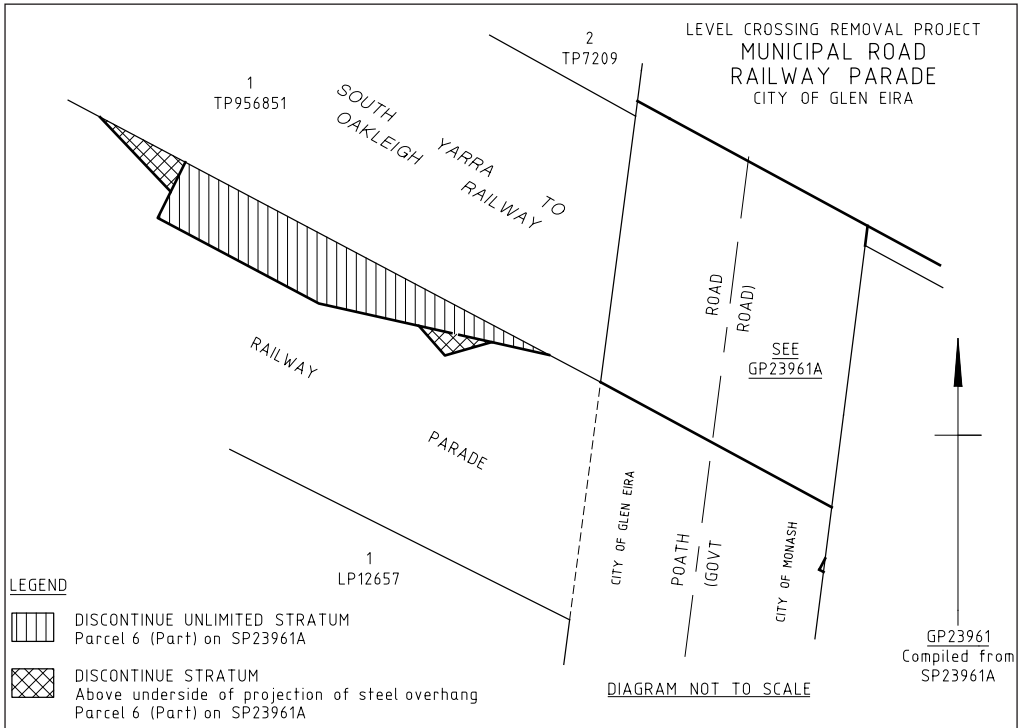 LEVEL CROSSING REMOVAL PROJECT
MUNICIPAL ROAD
RAILWAY PARADE
CITY OF GLEN EIRA
2
TP7209
1
TP956851
SOUTH YARRA TO
OAKLEIGH RAILWAY
ROAD
ROAD)
SEE
GP23961A
RAILWAY
PARADE
CITY OF GLEN EIRA
POATH
(GOVT
CITY OF MONASH
1
LP12657
LEGEND
DISCONTINUE UNLIMITED STRATUM
Parcel 6 (Part) on SP23961A
DISCONTINUE STRATUM
Above underside of projection of steel overhang
Parcel 6 (Part) on SP23961A
DIAGRAM NOT TO SCALE
GP23961
Compiled from
SP23961A